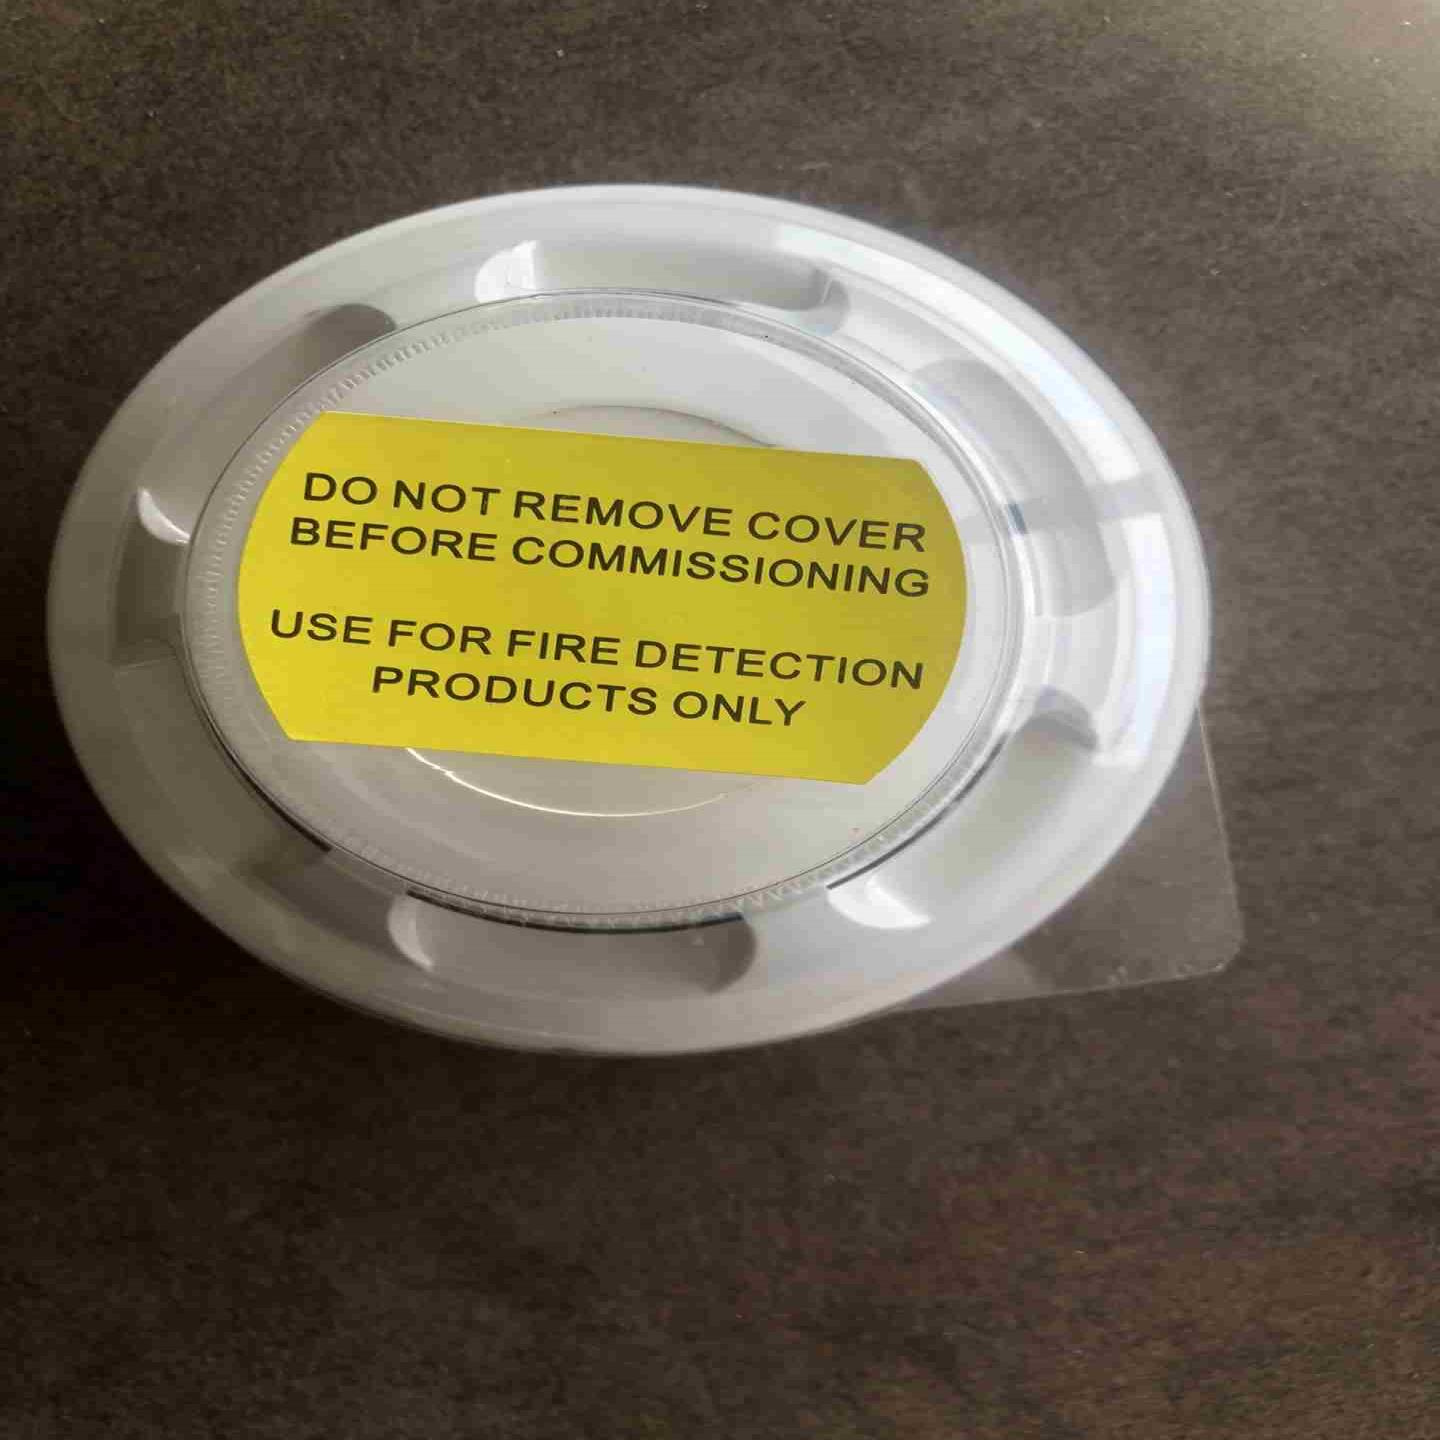 DO NOT REMOVE COVER
BEFORE COMMISSIONING
USE FOR FIRE DETECTION
PRODUCTS ONLY